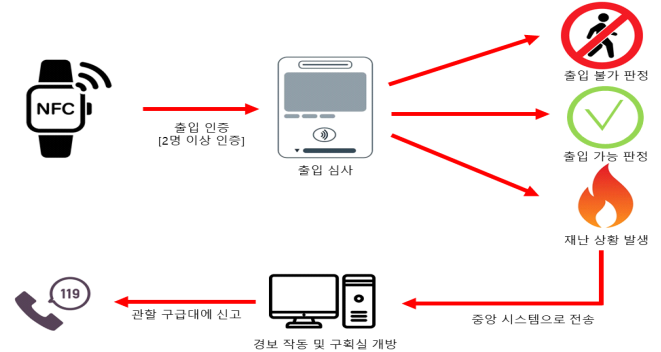 NFC
출입 인증
[2명 이상 인증]
출입 심사
출입 불가 판정
출입 가능 판정
재난 상황 발생
중앙 시스템으로 전송
경보 작동 및 구획실 개방
관할 구급대에 신고
119